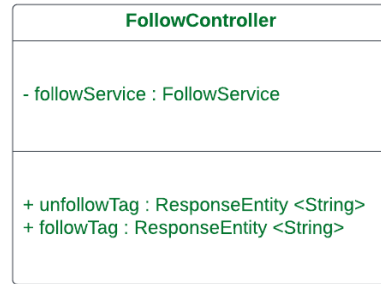 FollowController
- followService : FollowService
+ unfollowTag : ResponseEntity <String>
+ followTag : ResponseEntity <String>